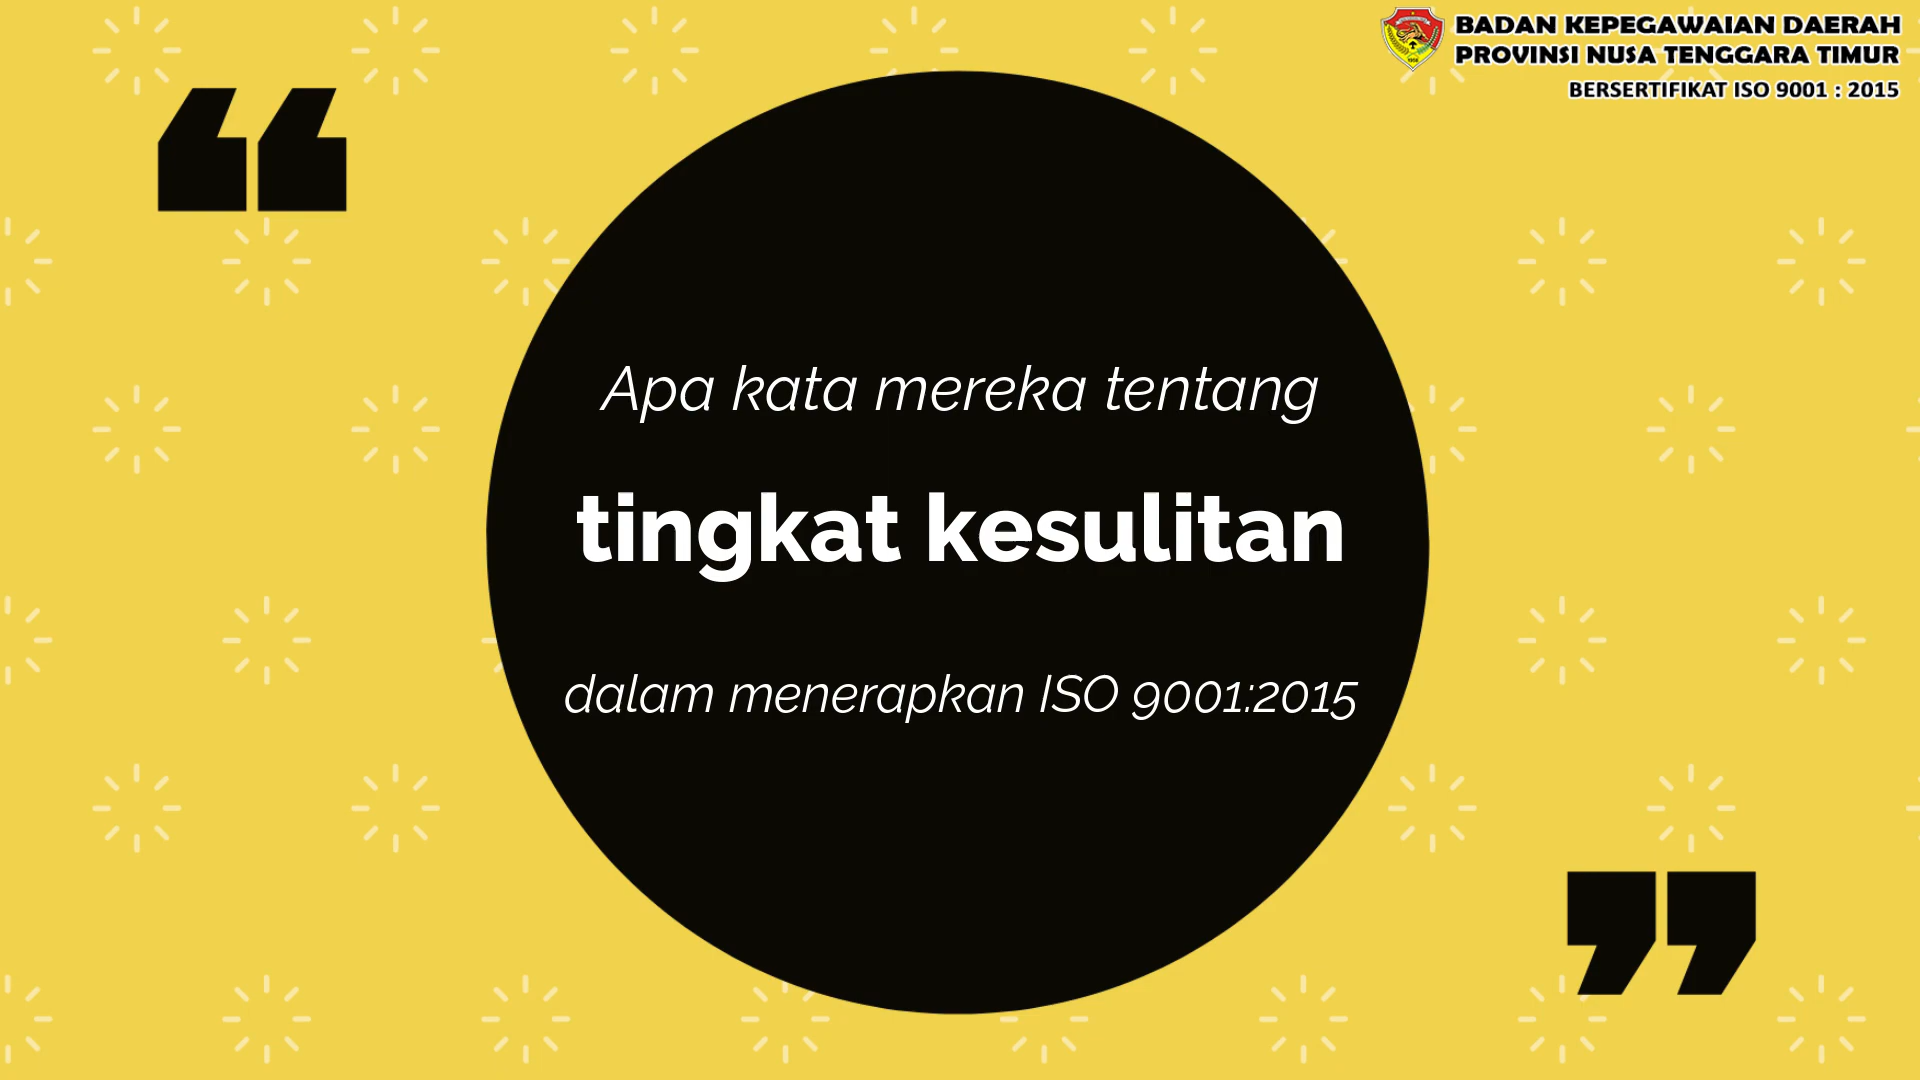 BADAN KEPEGAWAIAN DAERAH
PROVINSI NUSA TENGGARA TIMUR
BERSERTIFIKAT ISO 9001 : 2015
Apa kata mereka tentang
tingkat kesulitan
dalam menerapkan ISO 9001:2015